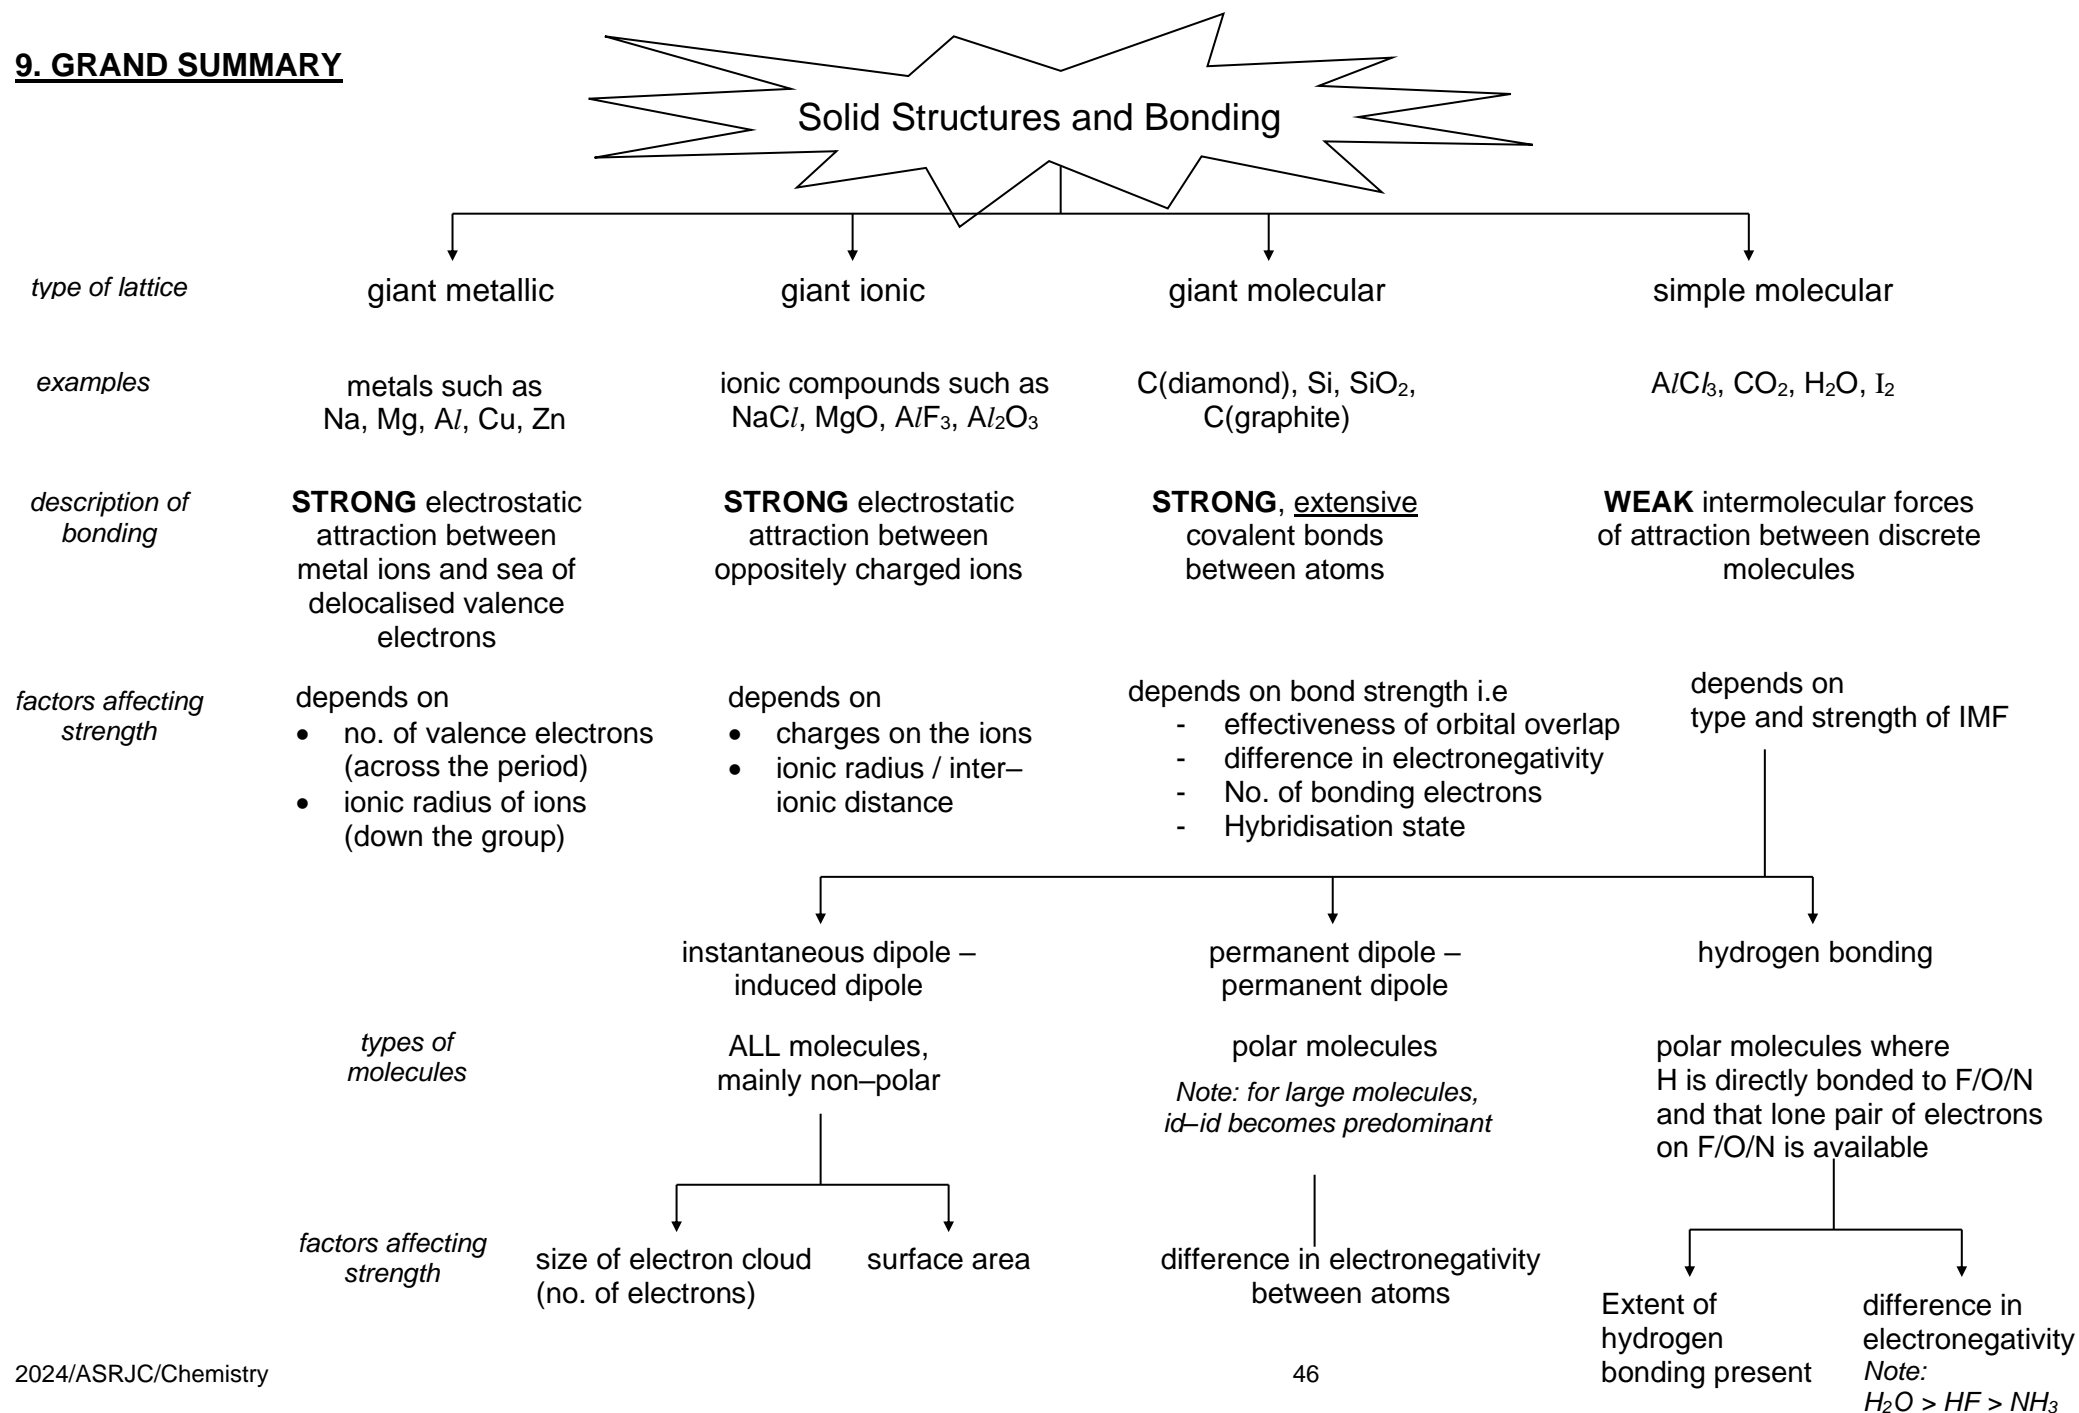 9. GRAND SUMMARY
Solid Structures and Bonding
type of lattice
giant metallic
giant ionic
giant molecular
simple molecular
examples
metals such as
Na, Mg, Al, Cu, Zn
ionic compounds such as
NaCl, MgO, AlF₃, Al₂O₃
C(diamond), Si, SiO₂,
C(graphite)
AlCl₃, CO₂, H₂O, I₂
description of
bonding
STRONG electrostatic
attraction between
metal ions and sea of
delocalised valence
electrons
STRONG electrostatic
attraction between
oppositely charged ions
STRONG, extensive
covalent bonds
between atoms
WEAK intermolecular forces
of attraction between discrete
molecules
factors affecting
strength
depends on
• no. of valence electrons
(across the period)
• ionic radius of ions
(down the group)
depends on
• charges on the ions
• ionic radius / inter–
ionic distance
depends on bond strength i.e
- effectiveness of orbital overlap
- difference in electronegativity
- No. of bonding electrons
- Hybridisation state
depends on
type and strength of IMF
instantaneous dipole –
induced dipole
permanent dipole –
permanent dipole
hydrogen bonding
types of
molecules
ALL molecules,
mainly non–polar
polar molecules
Note: for large molecules,
id–id becomes predominant
polar molecules where
H is directly bonded to F/O/N
and that lone pair of electrons
on F/O/N is available
factors affecting
strength
size of electron cloud
(no. of electrons)
surface area
difference in electronegativity
between atoms
Extent of
hydrogen
bonding present
difference in
electronegativity
Note:
H₂O > HF > NH₃
2024/ASRJC/Chemistry
46